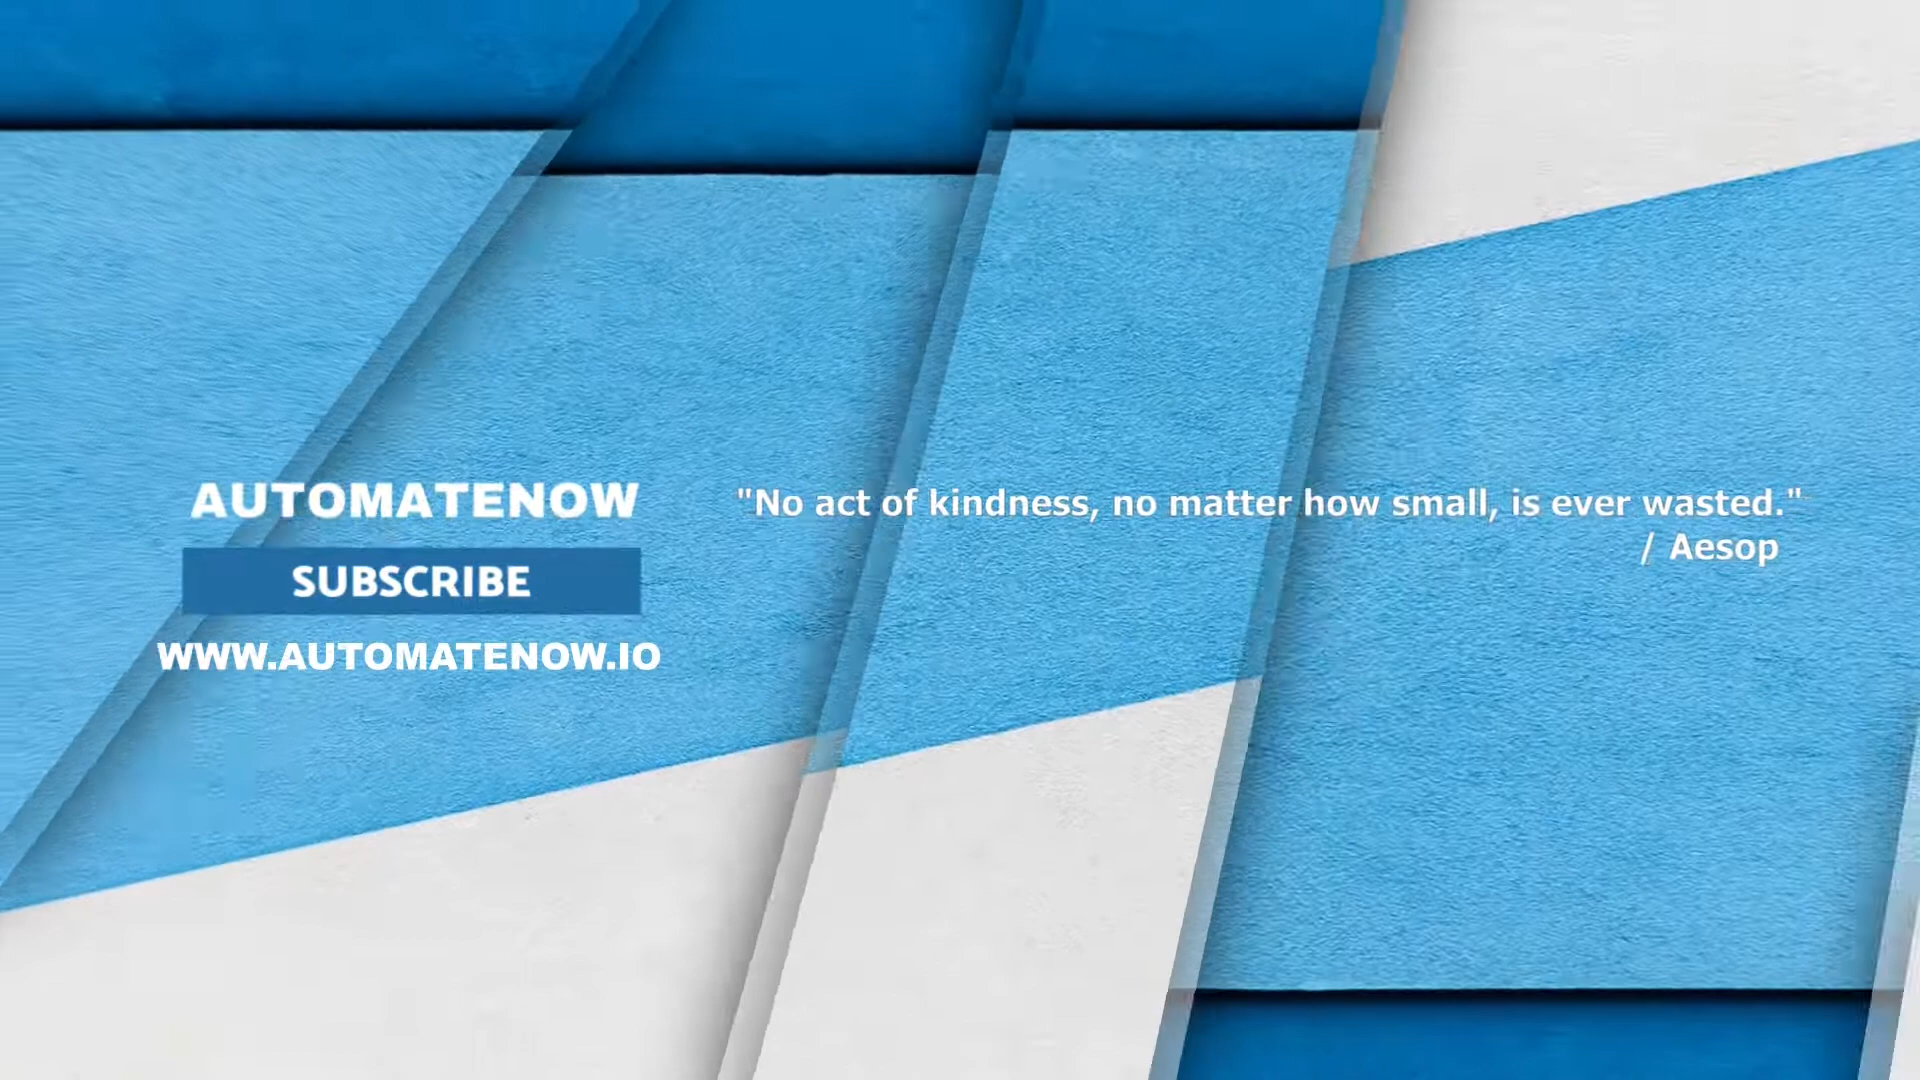 AUTOMATENOW
SUBSCRIBE
WWW.AUTOMATENOW.IO
"No act of kindness, no matter how small, is ever wasted."
/ Aesop